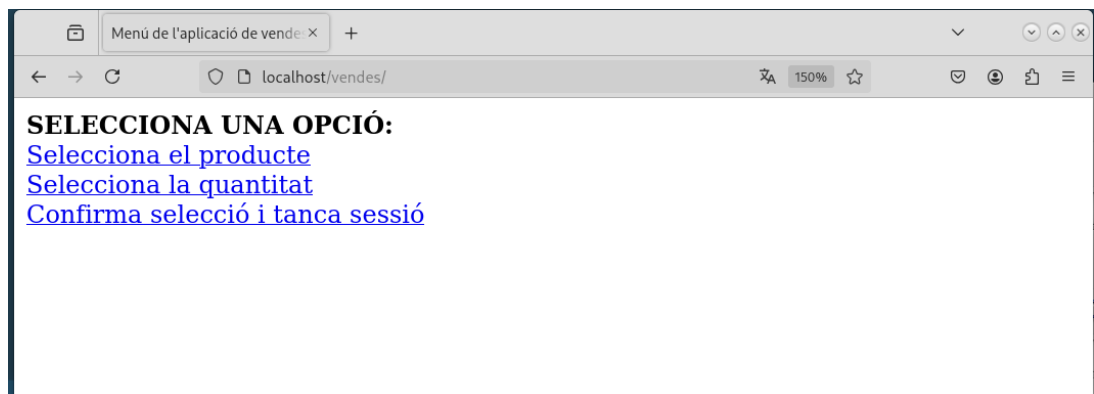 Menú de l'aplicació de vende
localhost/vendes/
150%
SELECCIONA UNA OPCIÓ:
Selecciona el producte
Selecciona la quantitat
Confirma selecció i tanca sessió